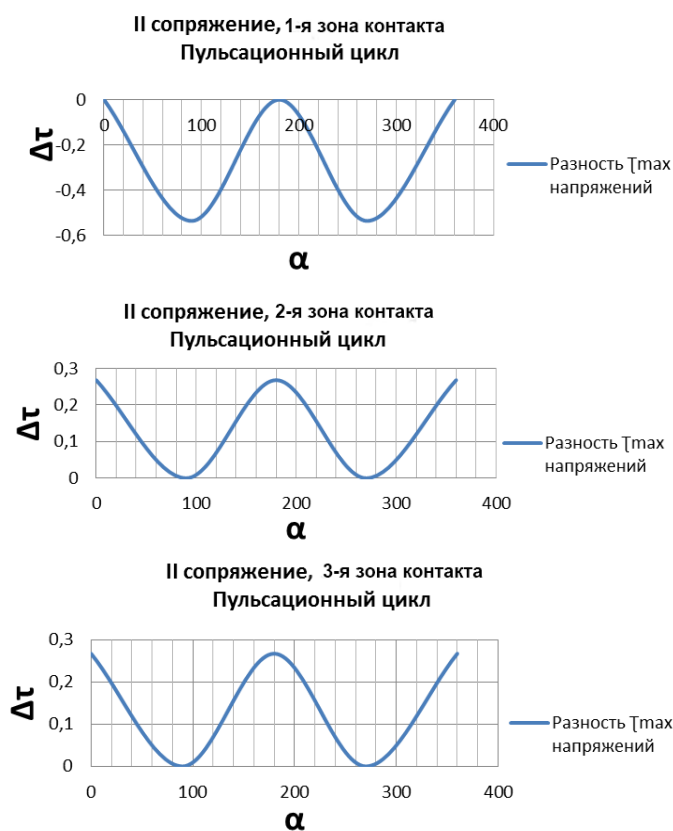 II сопряжение, 1-я зона контакта
Пульсационный цикл
0
-0,2
-0,4
-0,6
0 100 200 300 400
Δτ
α
Разность Ʈmax
напряжений
II сопряжение, 2-я зона контакта
Пульсационный цикл
0,3
0,2
0,1
0
0 100 200 300 400
Δτ
α
Разность Ʈmax
напряжений
II сопряжение, 3-я зона контакта
Пульсационный цикл
0,3
0,2
0,1
0
0 100 200 300 400
Δτ
α
Разность Ʈmax
напряжений